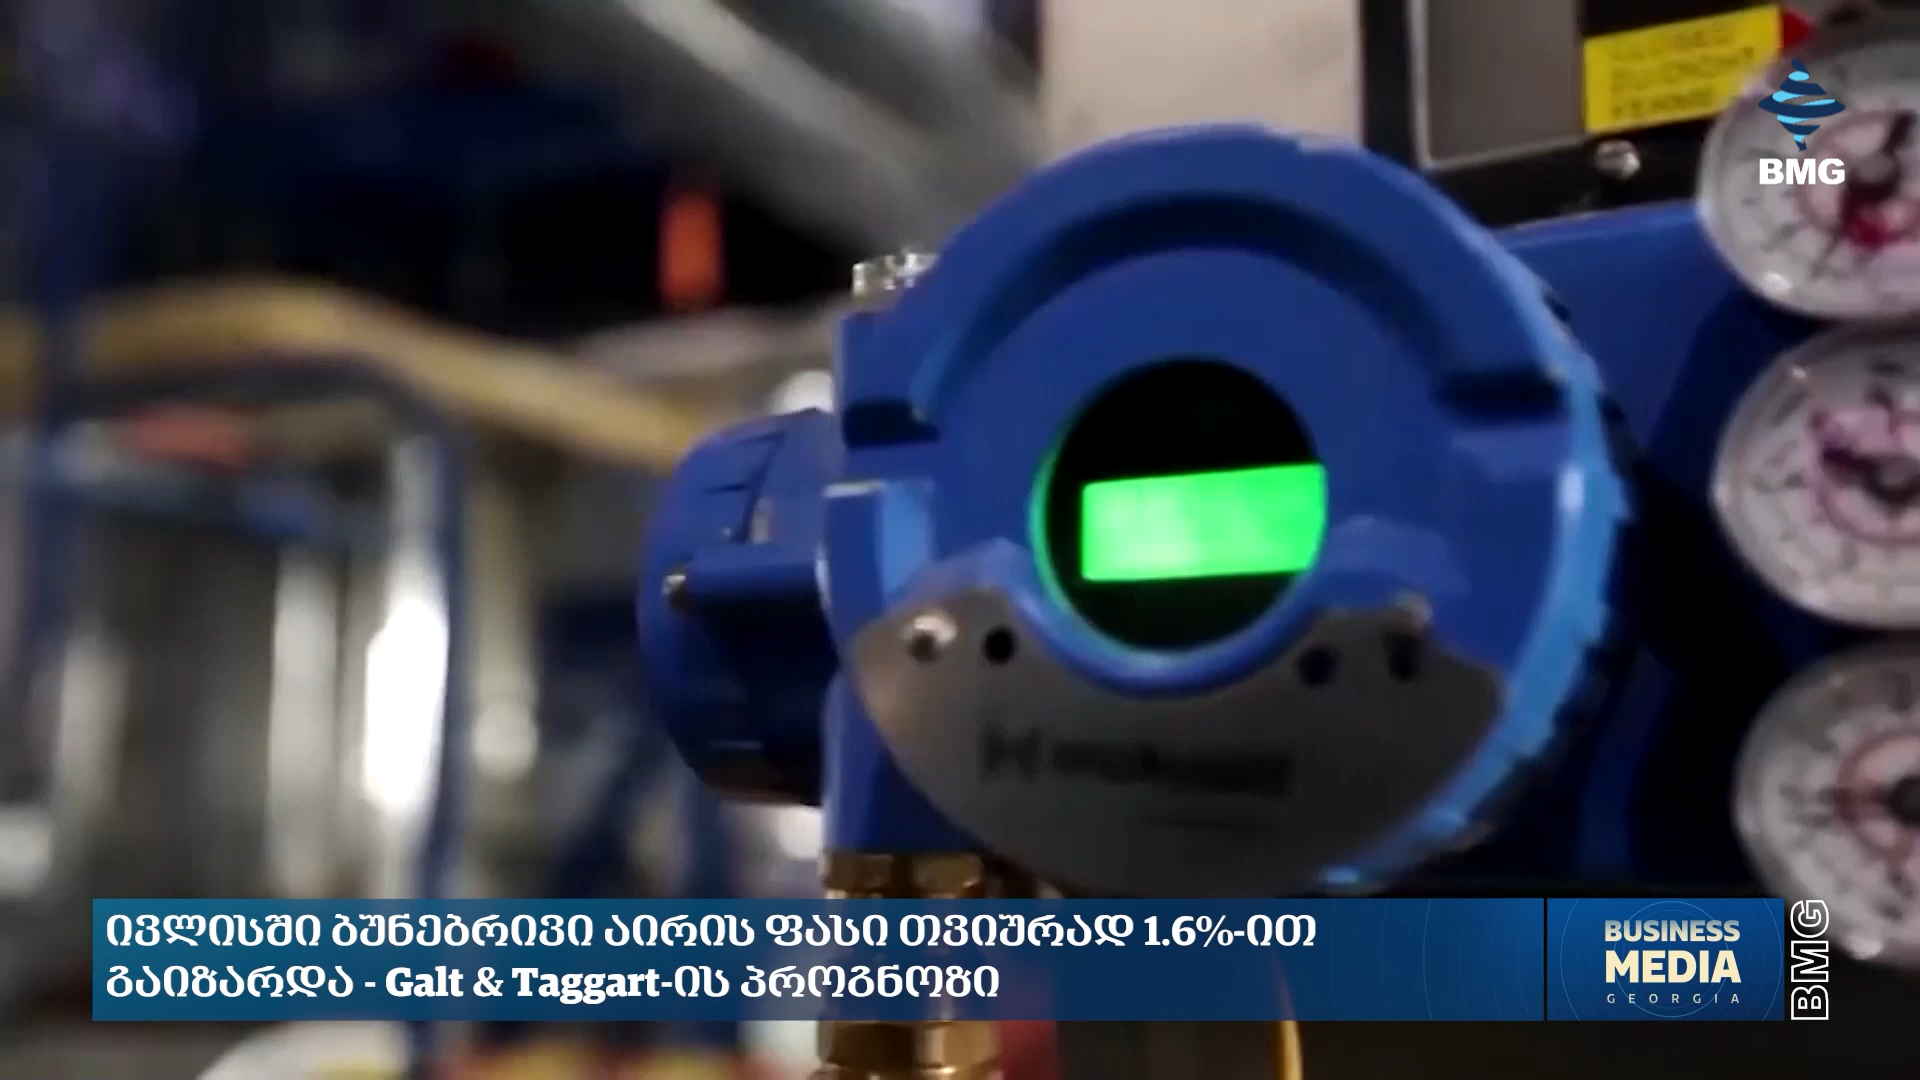 BMG
ივლისში ბუნებრივი აირის ფასი თვიურად 1.6%-ით
გაიზარდა - Galt & Taggart-ის პროგნოზი
BUSINESS
MEDIA
GEORGIA
BMG